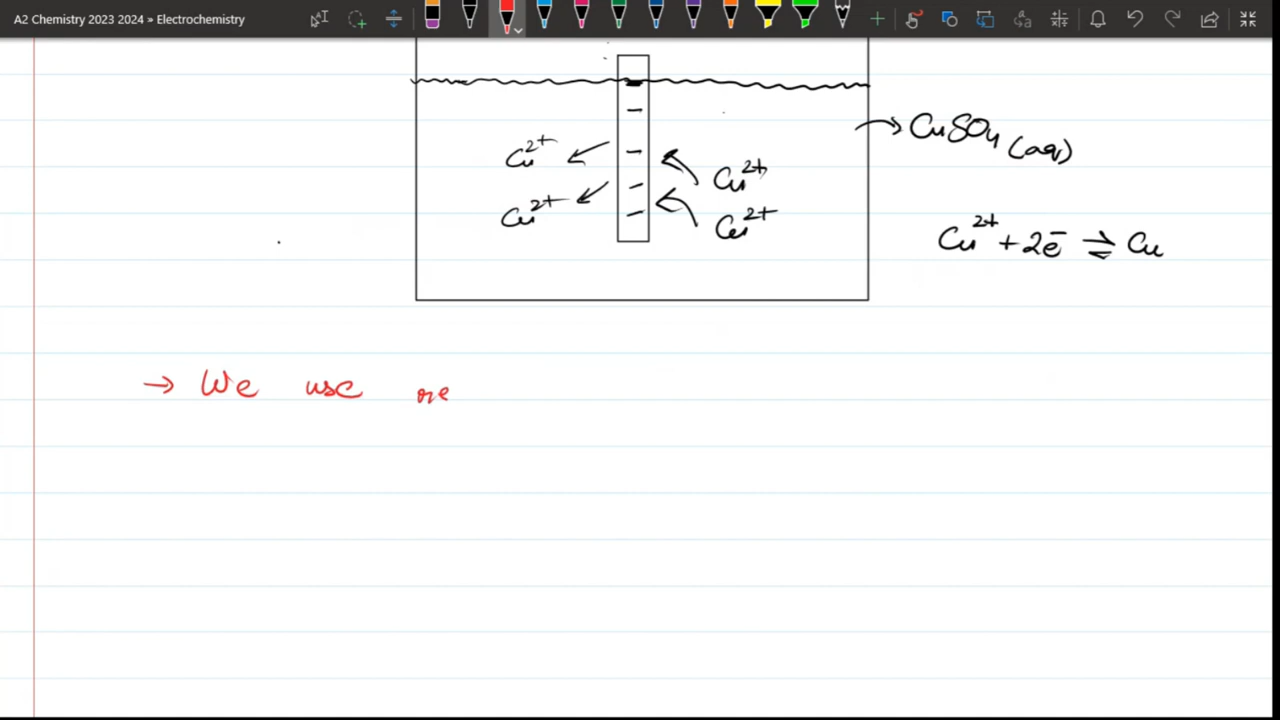 A2 Chemistry 2023 2024 » Electrochemistry
CuSO₄ (aq)
Cu²⁺
Cu²⁺
Cu²⁺
Cu²⁺
Cu²⁺ + 2e⁻ ⇌ Cu
→ We use